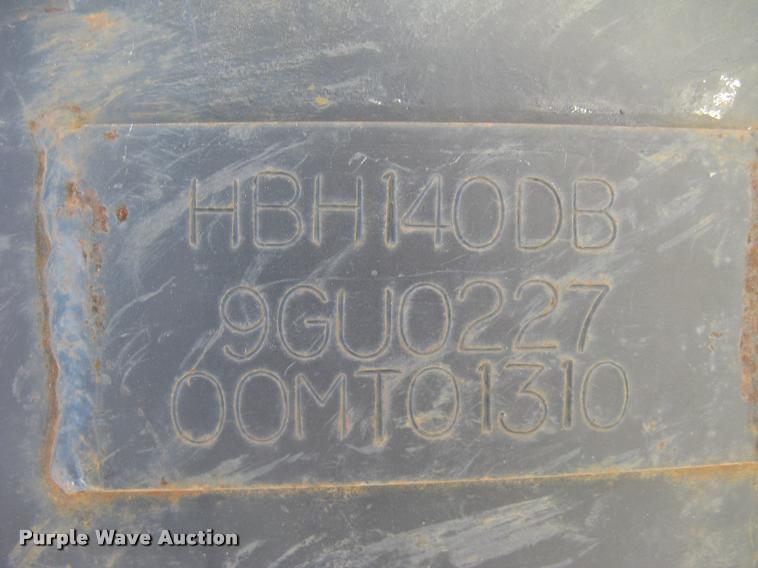 HBH140DB
9GU0227
00MT01310
Purple Wave Auction